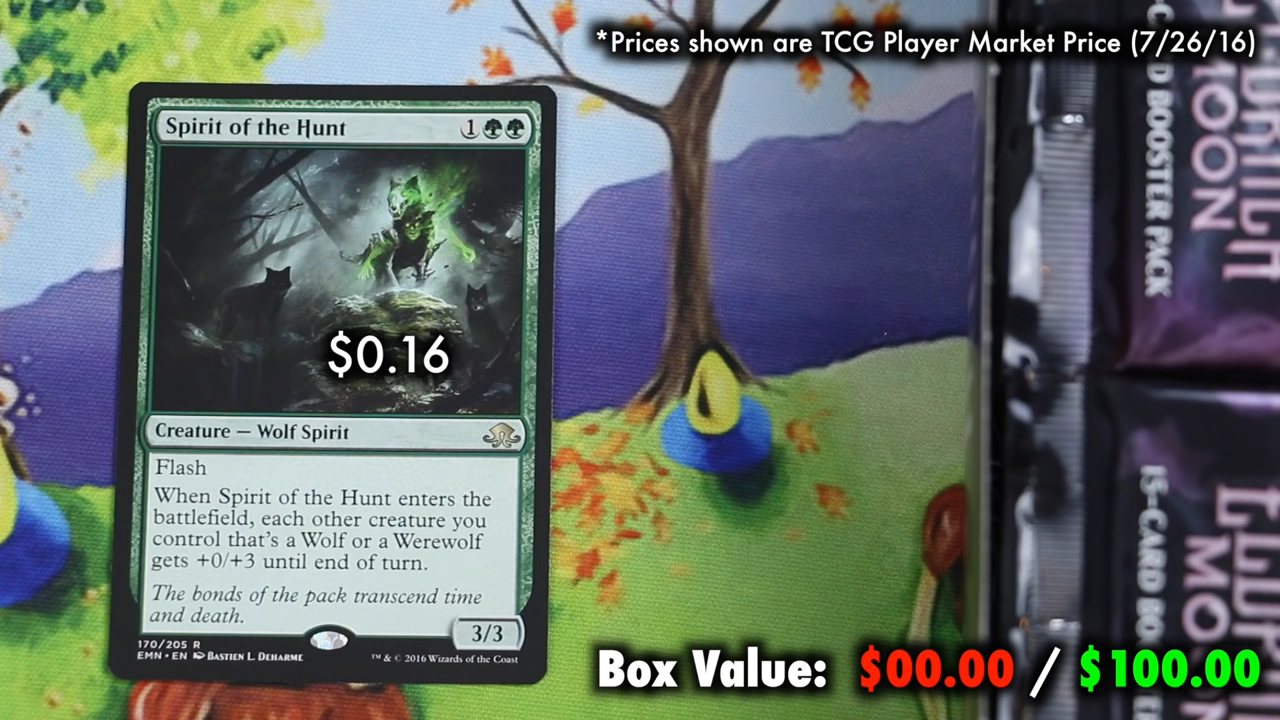 *Prices shown are TCG Player Market Price (7/26/16)
Spirit of the Hunt 1
$0.16
Creature — Wolf Spirit
Flash
When Spirit of the Hunt enters the
battlefield, each other creature you
control that's a Wolf or a Werewolf
gets +0/+3 until end of turn.
The bonds of the pack transcend time
and death.
3/3
170/205 R
EMN • EN Bastien L. Deharme
™ & © 2016 Wizards of the Coast
MOON
BOOSTER PACK
15-CARD
Box Value: $00.00 / $100.00